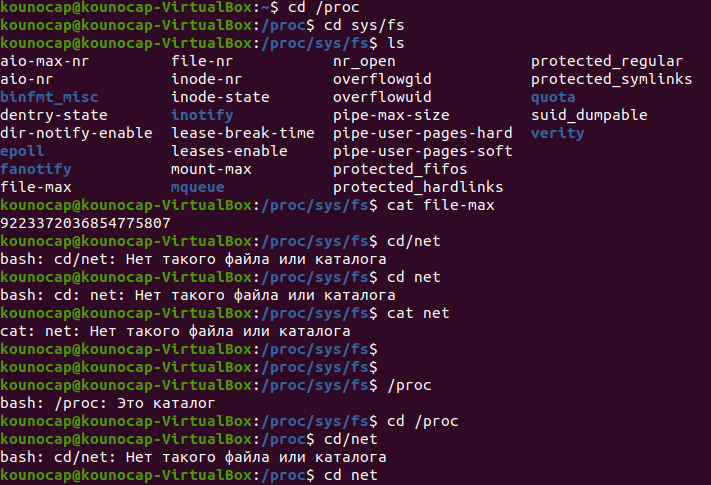 kounocap@kounocap-VirtualBox:~$ cd /proc
kounocap@kounocap-VirtualBox:/proc$ cd sys/fs
kounocap@kounocap-VirtualBox:/proc/sys/fs$ ls
aio-max-nr file-nr nr_open protected_regular
aio-nr inode-nr overflowgid protected_symlinks
binfmt_misc inode-state overflowuid quota
dentry-state inotify pipe-max-size suid_dumpable
dir-notify-enable lease-break-time pipe-user-pages-hard verity
epoll leases-enable pipe-user-pages-soft
fanotify mount-max protected_fifos
file-max mqueue protected_hardlinks
kounocap@kounocap-VirtualBox:/proc/sys/fs$ cat file-max
9223372036854775807
kounocap@kounocap-VirtualBox:/proc/sys/fs$ cd/net
bash: cd/net: Нет такого файла или каталога
kounocap@kounocap-VirtualBox:/proc/sys/fs$ cd net
bash: cd: net: Нет такого файла или каталога
kounocap@kounocap-VirtualBox:/proc/sys/fs$ cat net
cat: net: Нет такого файла или каталога
kounocap@kounocap-VirtualBox:/proc/sys/fs$
kounocap@kounocap-VirtualBox:/proc/sys/fs$
kounocap@kounocap-VirtualBox:/proc/sys/fs$ /proc
bash: /proc: Это каталог
kounocap@kounocap-VirtualBox:/proc/sys/fs$ cd /proc
kounocap@kounocap-VirtualBox:/proc$ cd/net
bash: cd/net: Нет такого файла или каталога
kounocap@kounocap-VirtualBox:/proc$ cd net